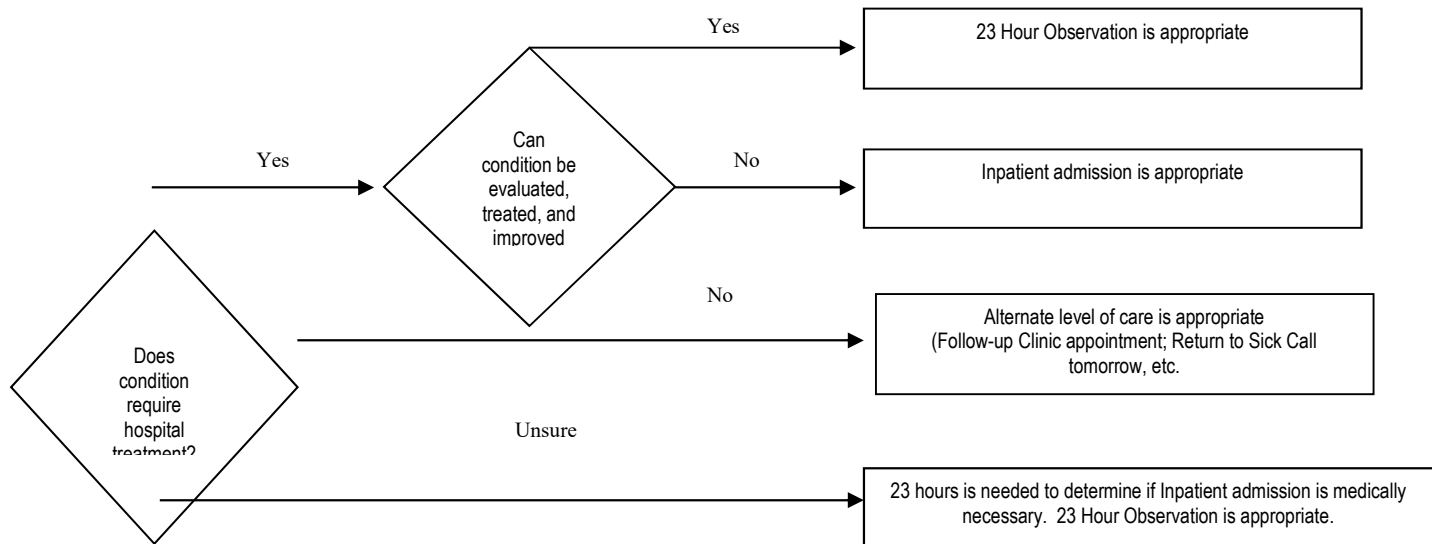 Yes
23 Hour Observation is appropriate
Can
condition be
evaluated,
treated, and
improved
Yes
No
Inpatient admission is appropriate
No
Alternate level of care is appropriate
(Follow-up Clinic appointment; Return to Sick Call
tomorrow, etc.
Does
condition
require
hospital
treatment?
Unsure
23 hours is needed to determine if Inpatient admission is medically
necessary. 23 Hour Observation is appropriate.